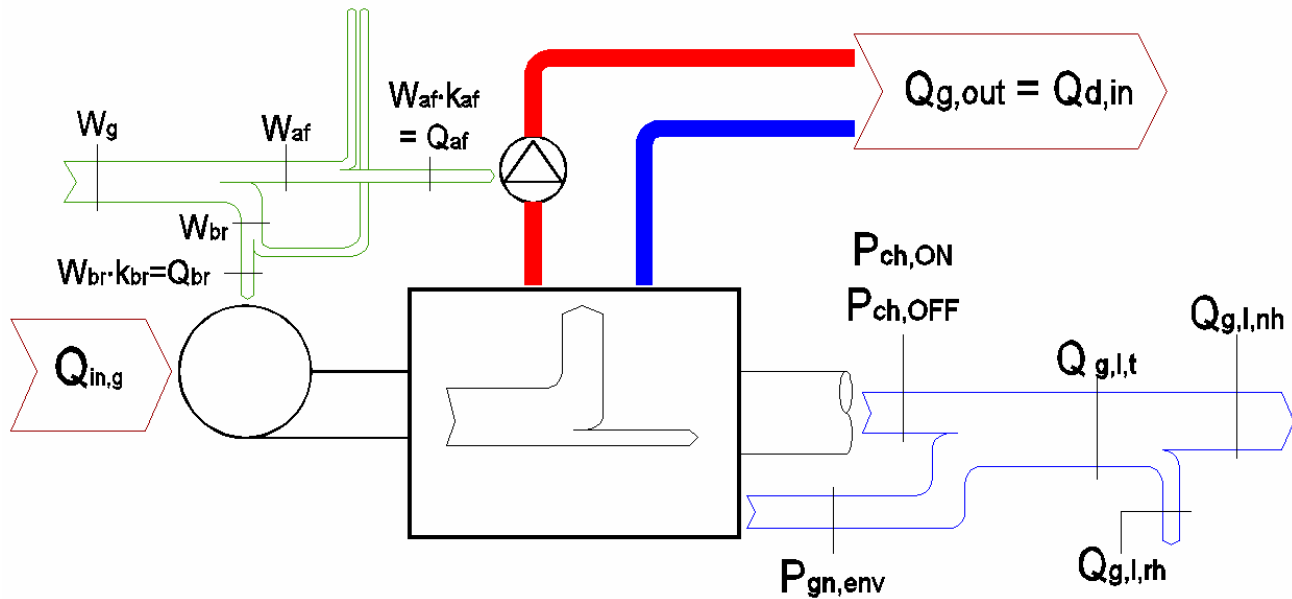 Wg
Waf
Waf·kaf
= Qaf
Qg,out = Qd,in
Wbr
Wbr·kbr=Qbr
Qin,g
Pch,ON
Pch,OFF
Qg,l,nh
Q g,l,t
Pgn,env
Qg,l,rh